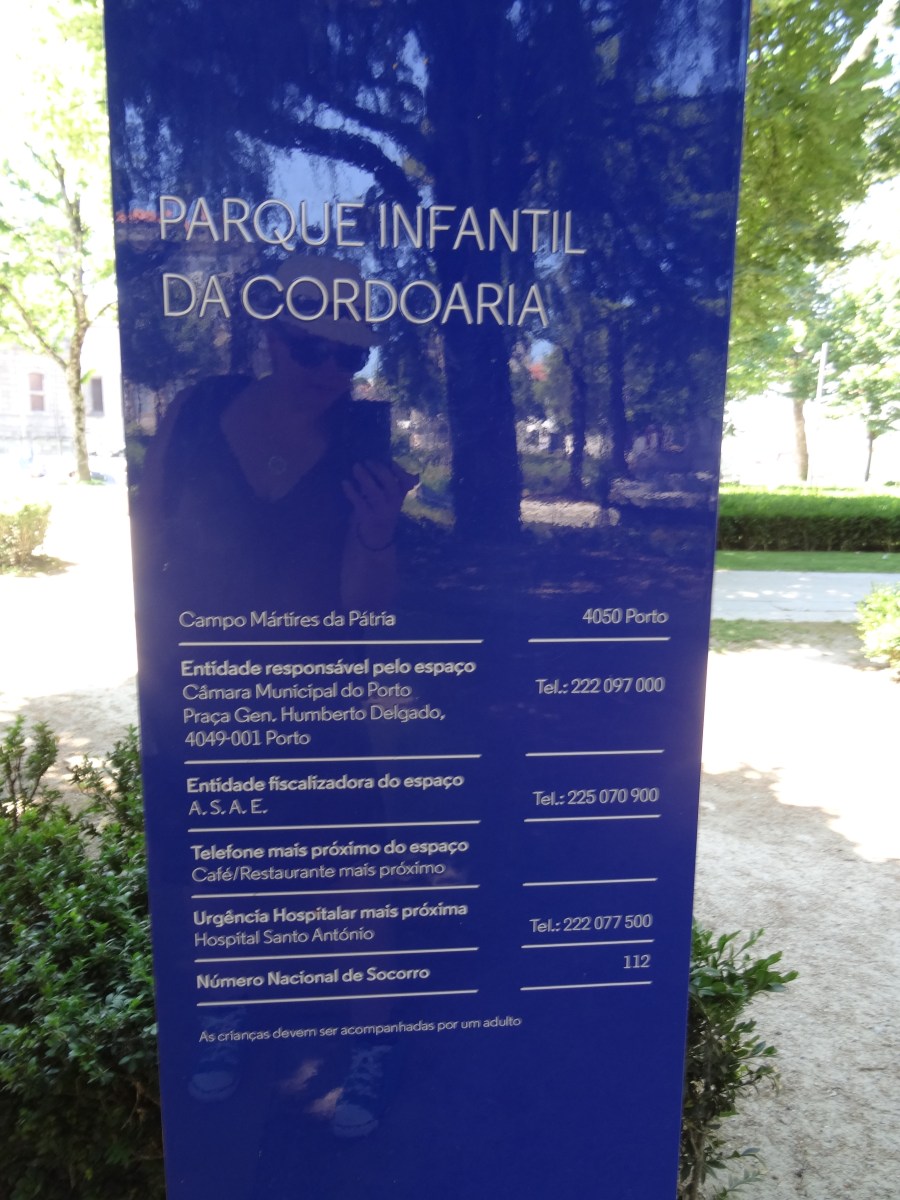 PARQUE INFANTIL
DA CORDOARIA
Campo Mártires da Pátria 4050 Porto
Entidade responsável pelo espaço
Câmara Municipal do Porto Tel.: 222 097 000
Praça Gen. Humberto Delgado,
4049-001 Porto
Entidade fiscalizadora do espaço
A. S. A. E. Tel.: 225 070 900
Telefone mais próximo do espaço
Café/Restaurante mais próximo
Urgência Hospitalar mais próxima
Hospital Santo António Tel.: 222 077 500
Número Nacional de Socorro 112
As crianças devem ser acompanhadas por um adulto